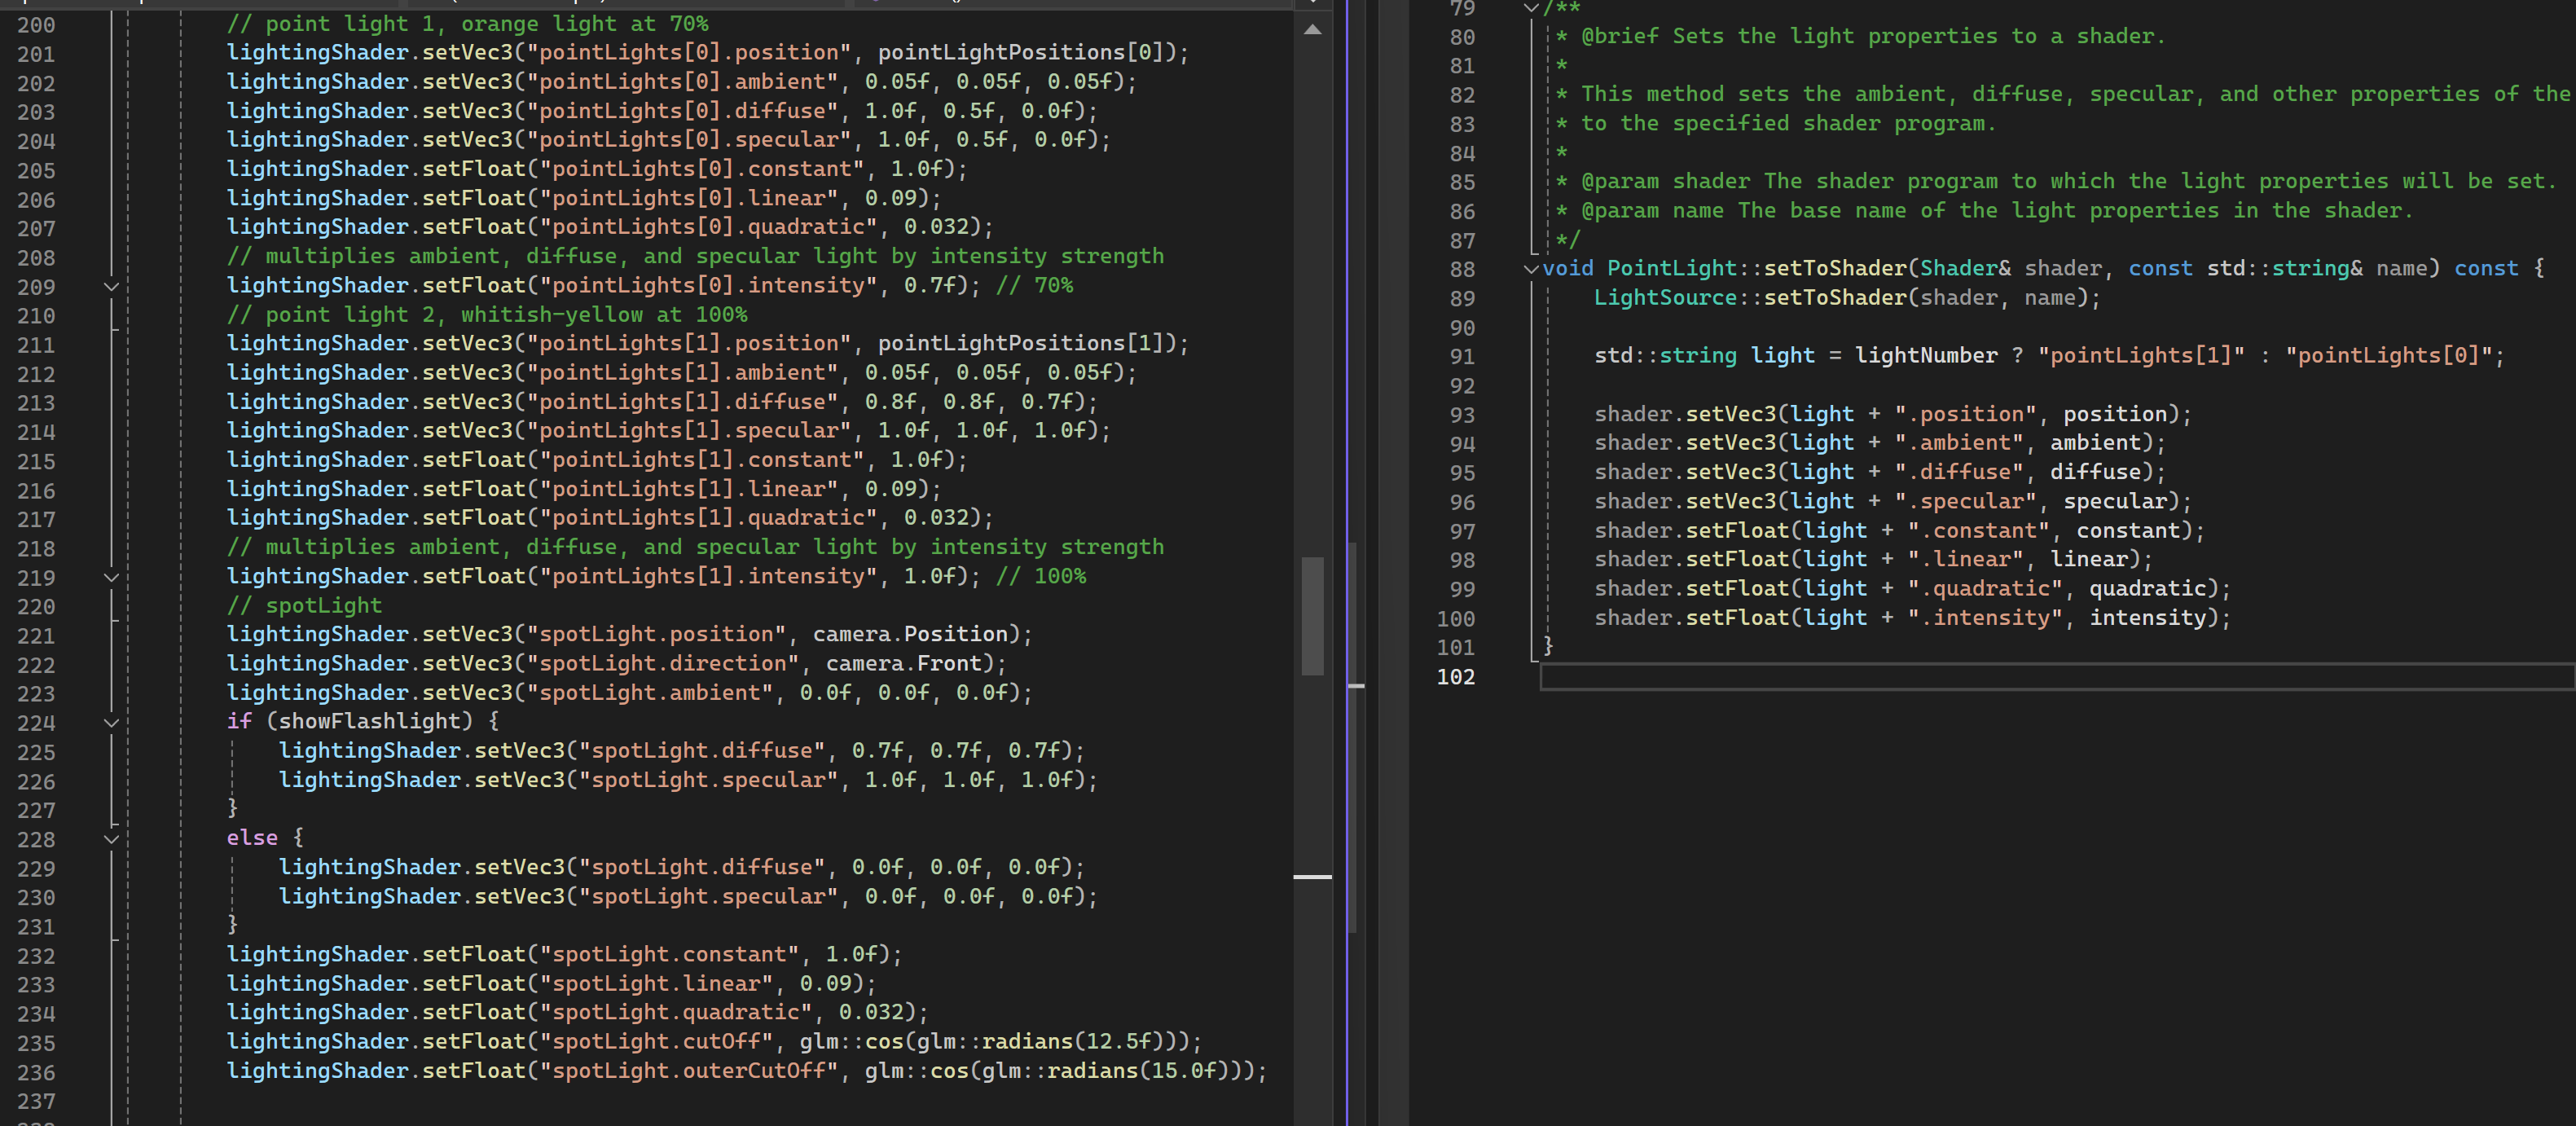 200 // point light 1, orange light at 70%
201 lightingShader.setVec3("pointLights[0].position", pointLightPositions[0]);
202 lightingShader.setVec3("pointLights[0].ambient", 0.05f, 0.05f, 0.05f);
203 lightingShader.setVec3("pointLights[0].diffuse", 1.0f, 0.5f, 0.0f);
204 lightingShader.setVec3("pointLights[0].specular", 1.0f, 0.5f, 0.0f);
205 lightingShader.setFloat("pointLights[0].constant", 1.0f);
206 lightingShader.setFloat("pointLights[0].linear", 0.09);
207 lightingShader.setFloat("pointLights[0].quadratic", 0.032);
208 // multiplies ambient, diffuse, and specular light by intensity strength
209 lightingShader.setFloat("pointLights[0].intensity", 0.7f); // 70%
210 // point light 2, whitish-yellow at 100%
211 lightingShader.setVec3("pointLights[1].position", pointLightPositions[1]);
212 lightingShader.setVec3("pointLights[1].ambient", 0.05f, 0.05f, 0.05f);
213 lightingShader.setVec3("pointLights[1].diffuse", 0.8f, 0.8f, 0.7f);
214 lightingShader.setVec3("pointLights[1].specular", 1.0f, 1.0f, 1.0f);
215 lightingShader.setFloat("pointLights[1].constant", 1.0f);
216 lightingShader.setFloat("pointLights[1].linear", 0.09);
217 lightingShader.setFloat("pointLights[1].quadratic", 0.032);
218 // multiplies ambient, diffuse, and specular light by intensity strength
219 lightingShader.setFloat("pointLights[1].intensity", 1.0f); // 100%
220 // spotLight
221 lightingShader.setVec3("spotLight.position", camera.Position);
222 lightingShader.setVec3("spotLight.direction", camera.Front);
223 lightingShader.setVec3("spotLight.ambient", 0.0f, 0.0f, 0.0f);
224 if (showFlashlight) {
225 lightingShader.setVec3("spotLight.diffuse", 0.7f, 0.7f, 0.7f);
226 lightingShader.setVec3("spotLight.specular", 1.0f, 1.0f, 1.0f);
227 }
228 else {
229 lightingShader.setVec3("spotLight.diffuse", 0.0f, 0.0f, 0.0f);
230 lightingShader.setVec3("spotLight.specular", 0.0f, 0.0f, 0.0f);
231 }
232 lightingShader.setFloat("spotLight.constant", 1.0f);
233 lightingShader.setFloat("spotLight.linear", 0.09);
234 lightingShader.setFloat("spotLight.quadratic", 0.032);
235 lightingShader.setFloat("spotLight.cutOff", glm::cos(glm::radians(12.5f)));
236 lightingShader.setFloat("spotLight.outerCutOff", glm::cos(glm::radians(15.0f)));
237
79 /**
80 * @brief Sets the light properties to a shader.
81 *
82 * This method sets the ambient, diffuse, specular, and other properties of the
83 * to the specified shader program.
84 *
85 * @param shader The shader program to which the light properties will be set.
86 * @param name The base name of the light properties in the shader.
87 */
88 void PointLight::setToShader(Shader& shader, const std::string& name) const {
89 LightSource::setToShader(shader, name);
90
91 std::string light = lightNumber ? "pointLights[1]" : "pointLights[0]";
92
93 shader.setVec3(light + ".position", position);
94 shader.setVec3(light + ".ambient", ambient);
95 shader.setVec3(light + ".diffuse", diffuse);
96 shader.setVec3(light + ".specular", specular);
97 shader.setFloat(light + ".constant", constant);
98 shader.setFloat(light + ".linear", linear);
99 shader.setFloat(light + ".quadratic", quadratic);
100 shader.setFloat(light + ".intensity", intensity);
101 }
102